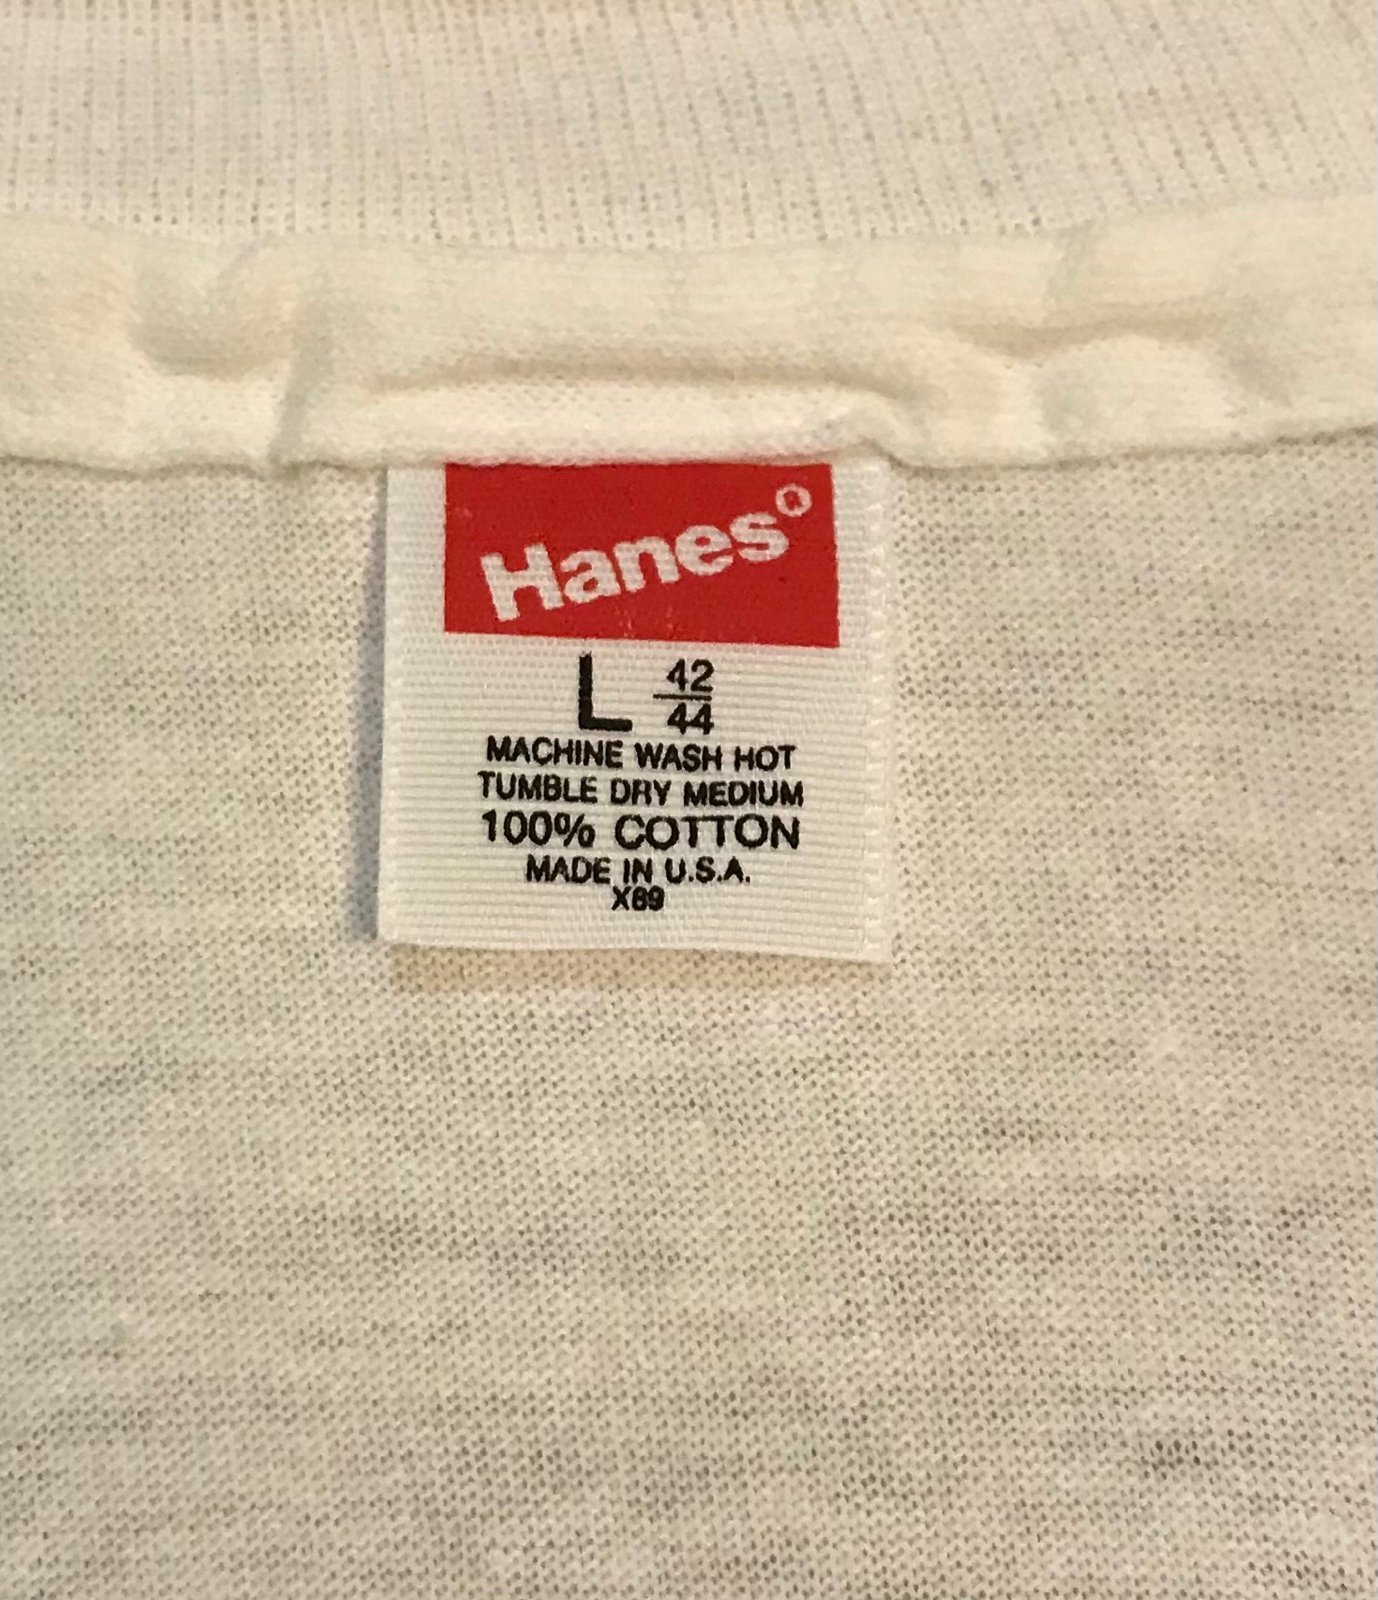 Hanes®
L 42/44
MACHINE WASH HOT
TUMBLE DRY MEDIUM
100% COTTON
MADE IN U.S.A.
X89